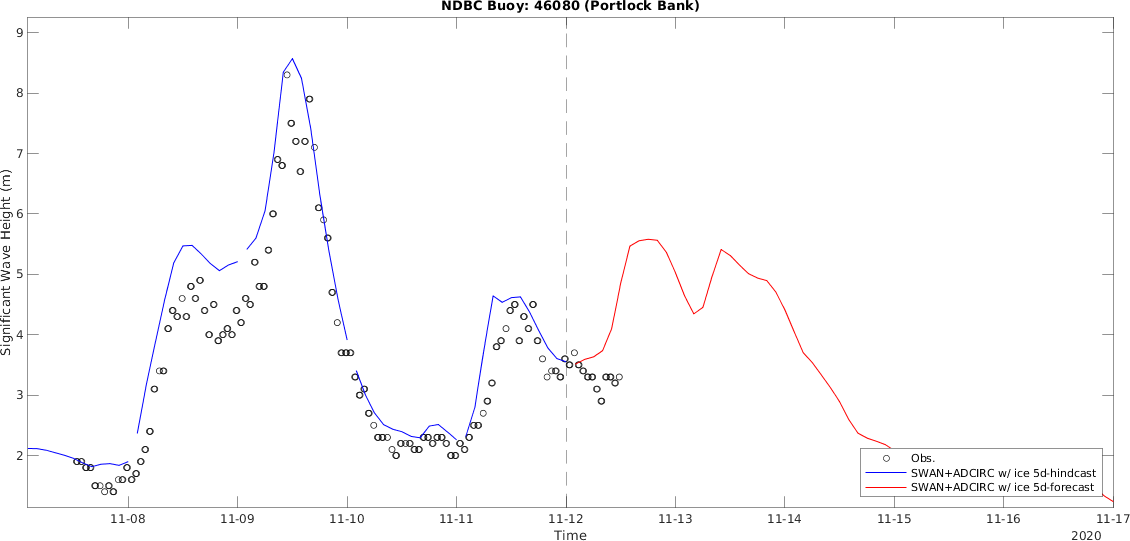 NDBC Buoy: 46080 (Portlock Bank)
Significant Wave Height (m)
9
8
7
6
5
4
3
2
Obs.
SWAN+ADCIRC w/ ice 5d-hindcast
SWAN+ADCIRC w/ ice 5d-forecast
11-08 11-09 11-10 11-11 11-12 11-13 11-14 11-15 11-16 11-17
Time
2020